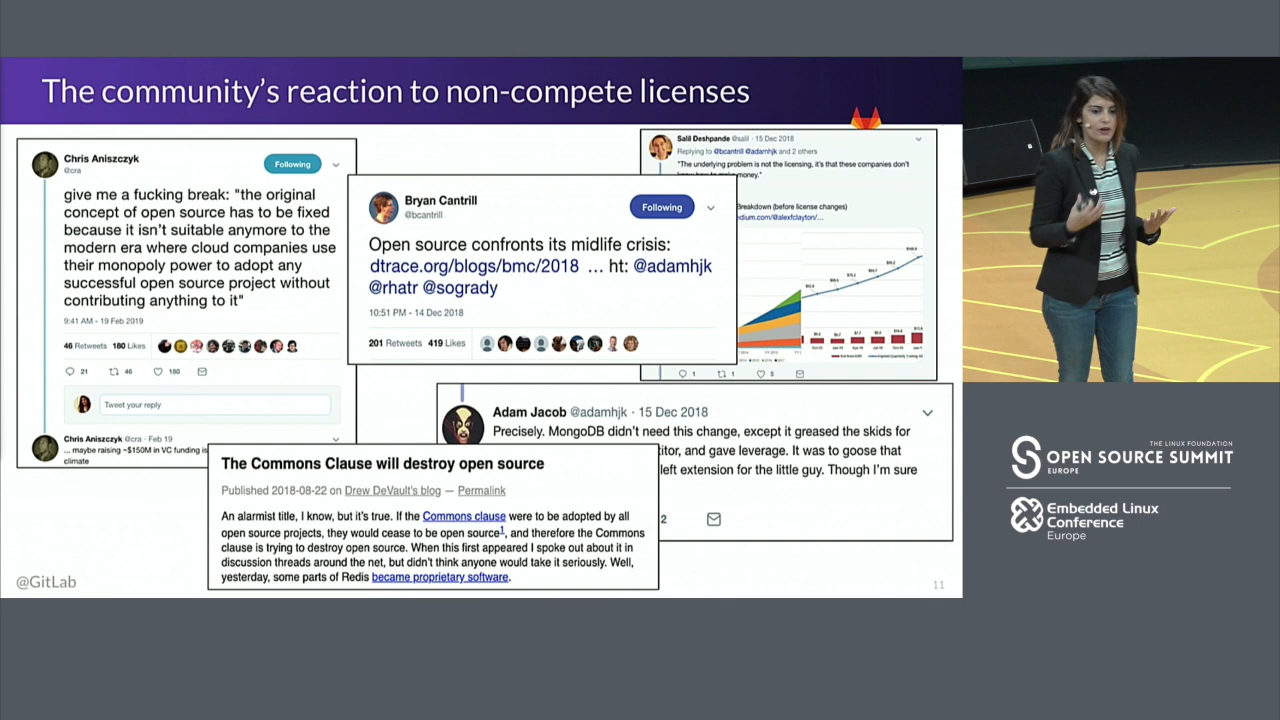 The community's reaction to non-compete licenses
Chris Aniszczyk
@cra
Following
give me a fucking break: "the original
concept of open source has to be fixed
because it isn't suitable anymore to the
modern era where cloud companies use
their monopoly power to adopt any
successful open source project without
contributing anything to it"
9:41 AM - 19 Feb 2019
46 Retweets 180 Likes
21 46 180
Tweet your reply
Chris Aniszczyk @cra · Feb 19
... maybe raising ~$150M in VC funding is
climate
Bryan Cantrill
@bcantrill
Following
Open source confronts its midlife crisis:
dtrace.org/blogs/bmc/2018 ... ht: @adamhjk
@rhatr @sogrady
10:51 PM - 14 Dec 2018
201 Retweets 419 Likes
Salil Deshpande @salil · 15 Dec 2018
Replying to @bcantrill @adamhjk and 2 others
"The underlying problem is not the licensing, it's that these companies don't
money."
Breakdown (before license changes)
dium.com/@alexfclayton/...
1 1 5
Adam Jacob @adamhjk · 15 Dec 2018
Precisely. MongoDB didn't need this change, except it greased the skids for
itor, and gave leverage. It was to goose that
left extension for the little guy. Though I'm sure
2
The Commons Clause will destroy open source
Published 2018-08-22 on Drew DeVault's blog — Permalink
An alarmist title, I know, but it's true. If the Commons clause were to be adopted by all
open source projects, they would cease to be open source1, and therefore the Commons
clause is trying to destroy open source. When this first appeared I spoke out about it in
discussion threads around the net, but didn't think anyone would take it seriously. Well,
yesterday, some parts of Redis became proprietary software.
@GitLab
11
THE LINUX FOUNDATION
OPEN SOURCE SUMMIT
EUROPE
Embedded Linux
Conference
Europe